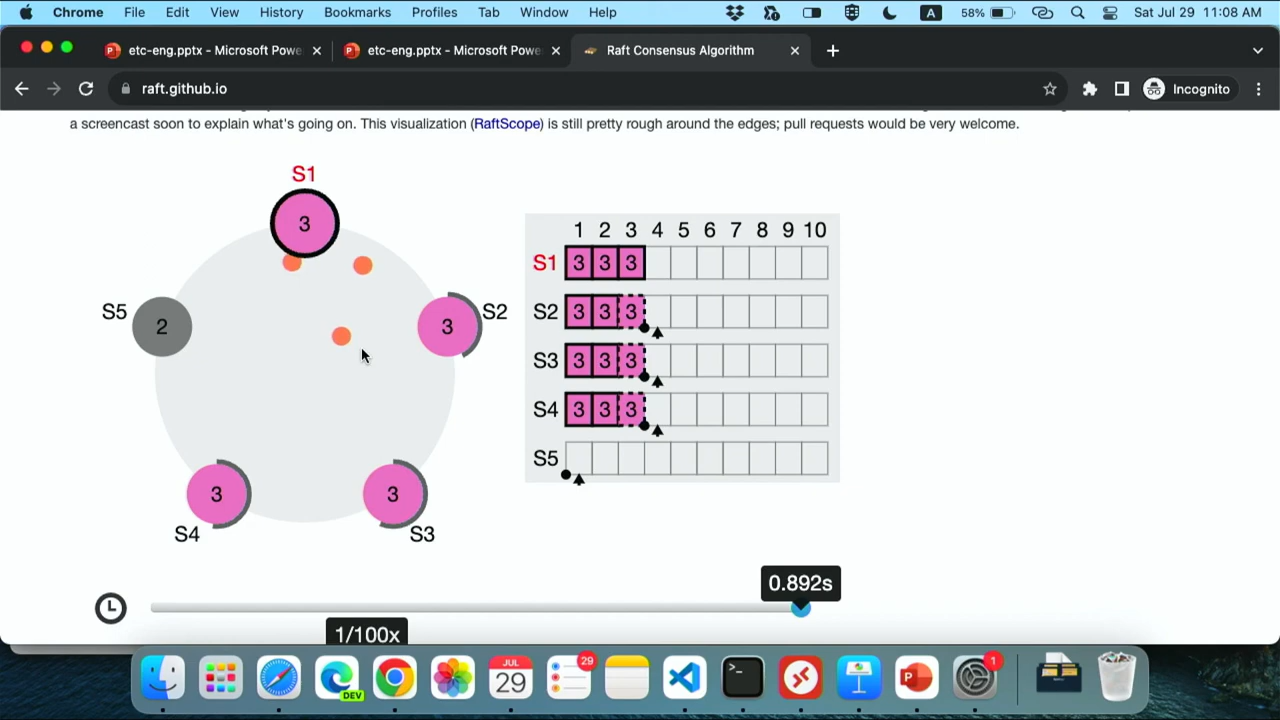 Chrome File Edit View History Bookmarks Profiles Tab Window Help A 58% Sat Jul 29 11:08 AM
etc-eng.pptx - Microsoft Powe etc-eng.pptx - Microsoft Powe Raft Consensus Algorithm
raft.github.io Incognito
a screencast soon to explain what's going on. This visualization (RaftScope) is still pretty rough around the edges; pull requests would be very welcome.
S1
3
S5
2
3
S2
3
S4
3
S3
1 2 3 4 5 6 7 8 9 10
S1 3 3 3
S2 3 3 3
S3 3 3 3
S4 3 3 3
S5
0.892s
1/100x
DEV
JUL
29
29
1